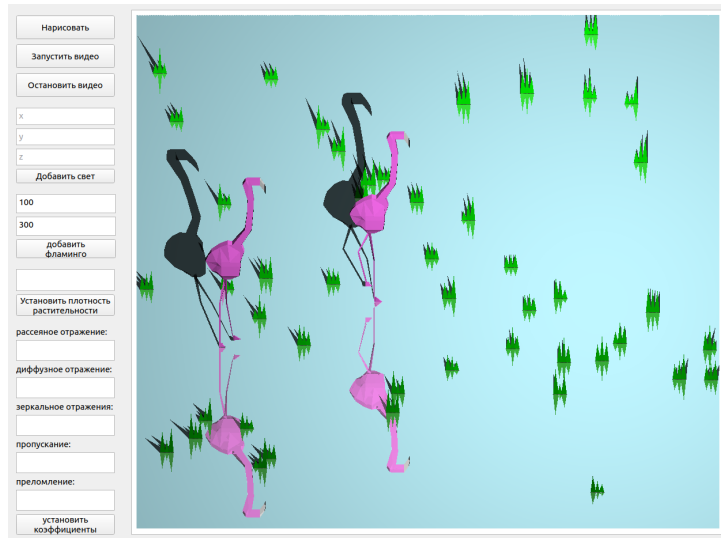 Нарисовать
Запустить видео
Остановить видео
x
y
z
Добавить свет
100
300
добавить
фламинго
Установить плотность
растительности
рассеяное отражение:
диффузное отражение:
зеркальное отражения:
пропускание:
преломление:
установить
коэффициенты